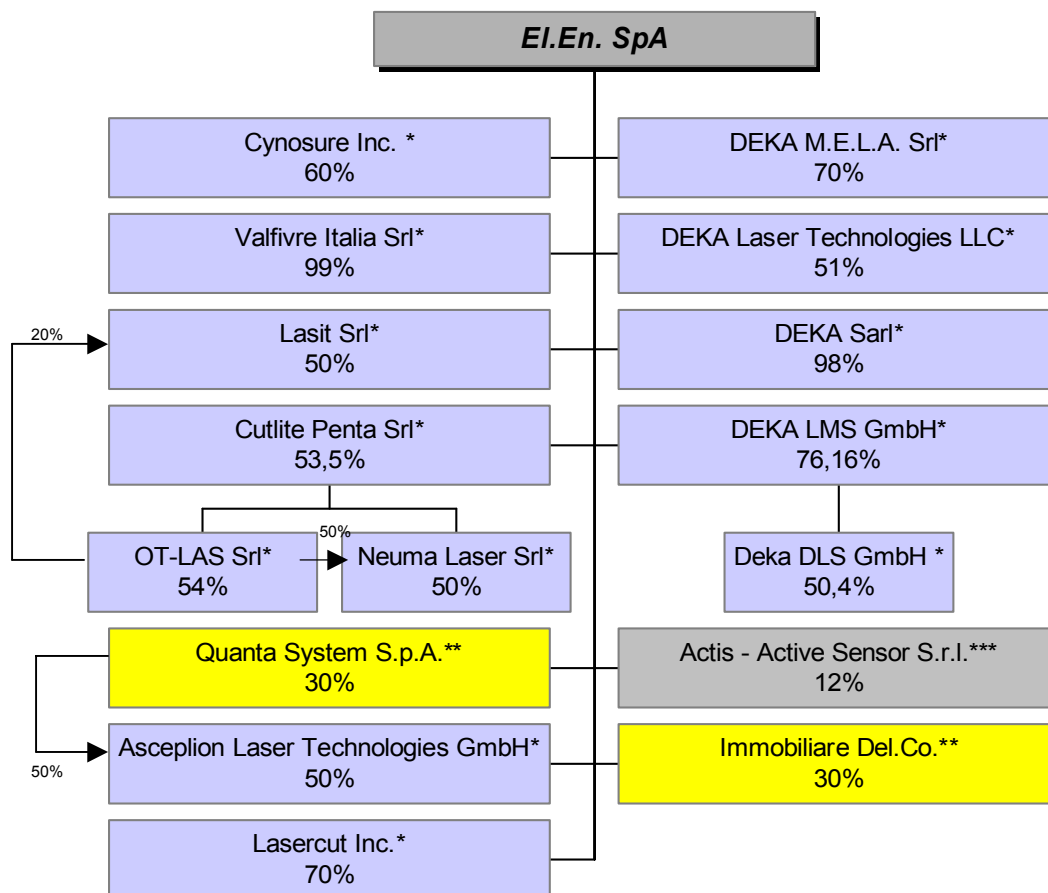 El.En. SpA
Cynosure Inc. *
60%
DEKA M.E.L.A. Srl*
70%
Valfivre Italia Srl*
99%
DEKA Laser Technologies LLC*
51%
20%
Lasit Srl*
50%
DEKA Sarl*
98%
Cutlite Penta Srl*
53,5%
DEKA LMS GmbH*
76,16%
OT-LAS Srl*
54%
50%
Neuma Laser Srl*
50%
Deka DLS GmbH *
50,4%
Quanta System S.p.A.**
30%
Actis - Active Sensor S.r.l.***
12%
50%
Asceplion Laser Technologies GmbH*
50%
Immobiliare Del.Co.**
30%
Lasercut Inc.*
70%